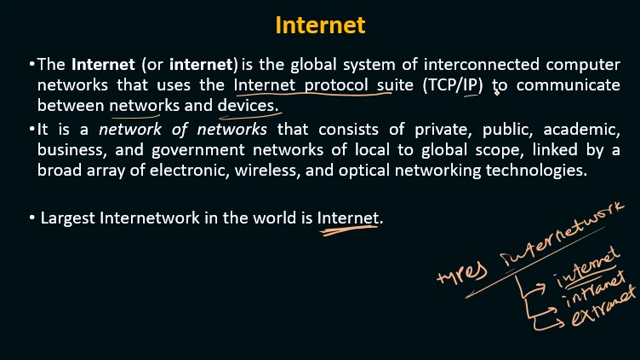 Internet
•The Internet (or internet) is the global system of interconnected computer
networks that uses the Internet protocol suite (TCP/IP) to communicate
between networks and devices.
•It is a network of networks that consists of private, public, academic,
business, and government networks of local to global scope, linked by a
broad array of electronic, wireless, and optical networking technologies.
• Largest Internetwork in the world is Internet.
types internetwork
internet
intranet
extranet